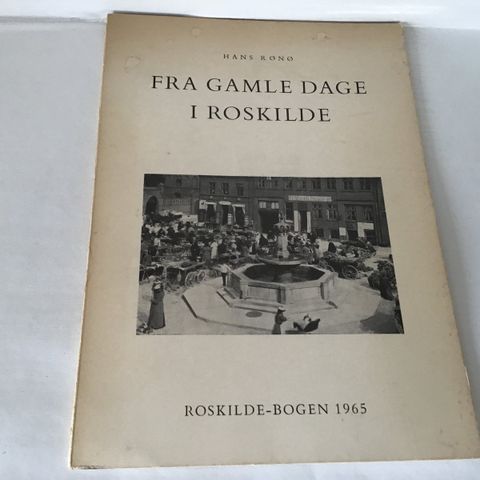 HANS RØNØ
FRA GAMLE DAGE
I ROSKILDE
ROSKILDE-BOGEN 1965